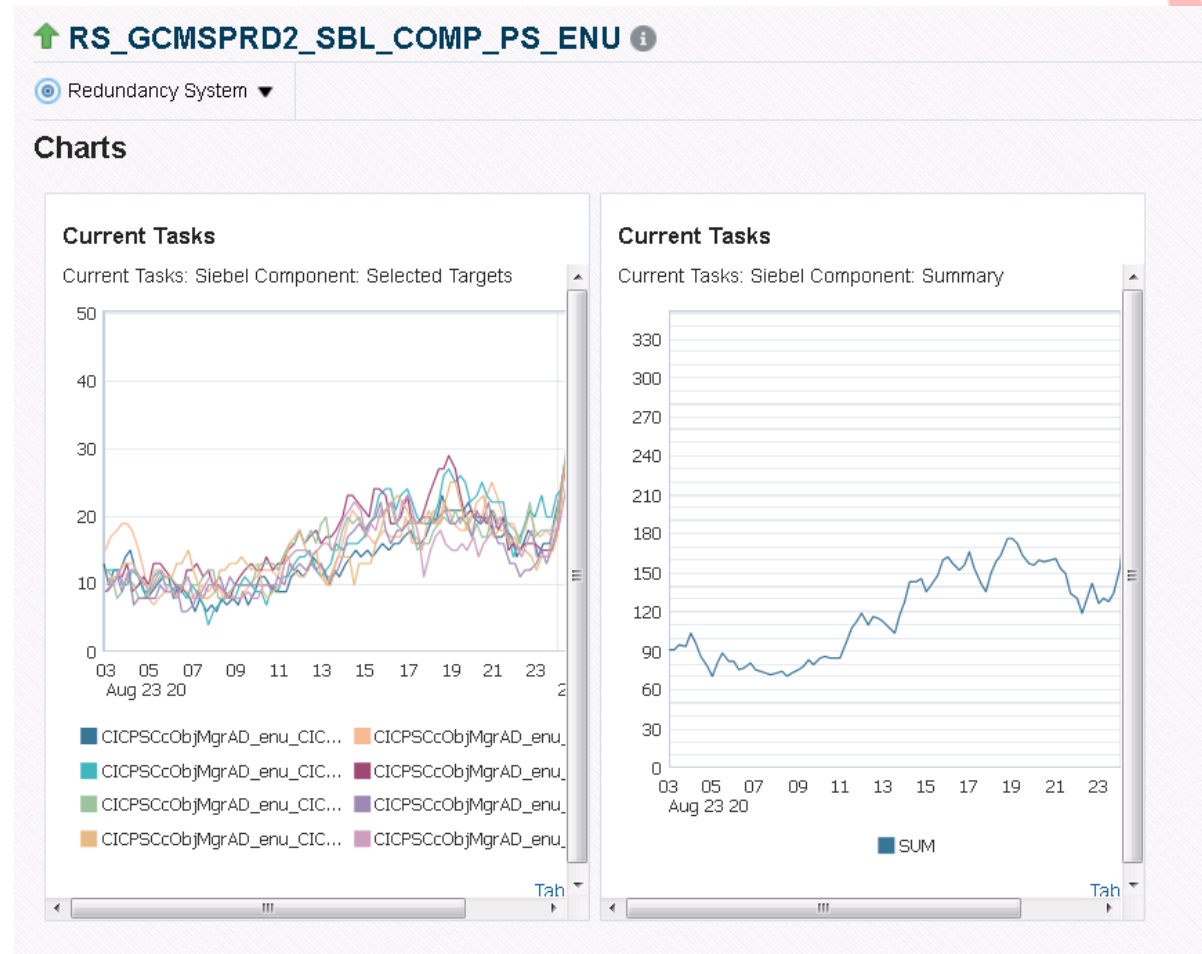 RS_GCMSPRD2_SBL_COMP_PS_ENU
Redundancy System
Charts
Current Tasks
Current Tasks: Siebel Component: Selected Targets
50
40
30
20
10
0
03 05 07 09 11 13 15 17 19 21 23
Aug 23 20 2
CICPSCcObjMgrAD_enu_CIC... CICPSCcObjMgrAD_enu_
CICPSCcObjMgrAD_enu_CIC... CICPSCcObjMgrAD_enu_
CICPSCcObjMgrAD_enu_CIC... CICPSCcObjMgrAD_enu_
CICPSCcObjMgrAD_enu_CIC... CICPSCcObjMgrAD_enu_
Tab
Current Tasks
Current Tasks: Siebel Component: Summary
330
300
270
240
210
180
150
120
90
60
30
0
03 05 07 09 11 13 15 17 19 21 23
Aug 23 20
SUM
Tab